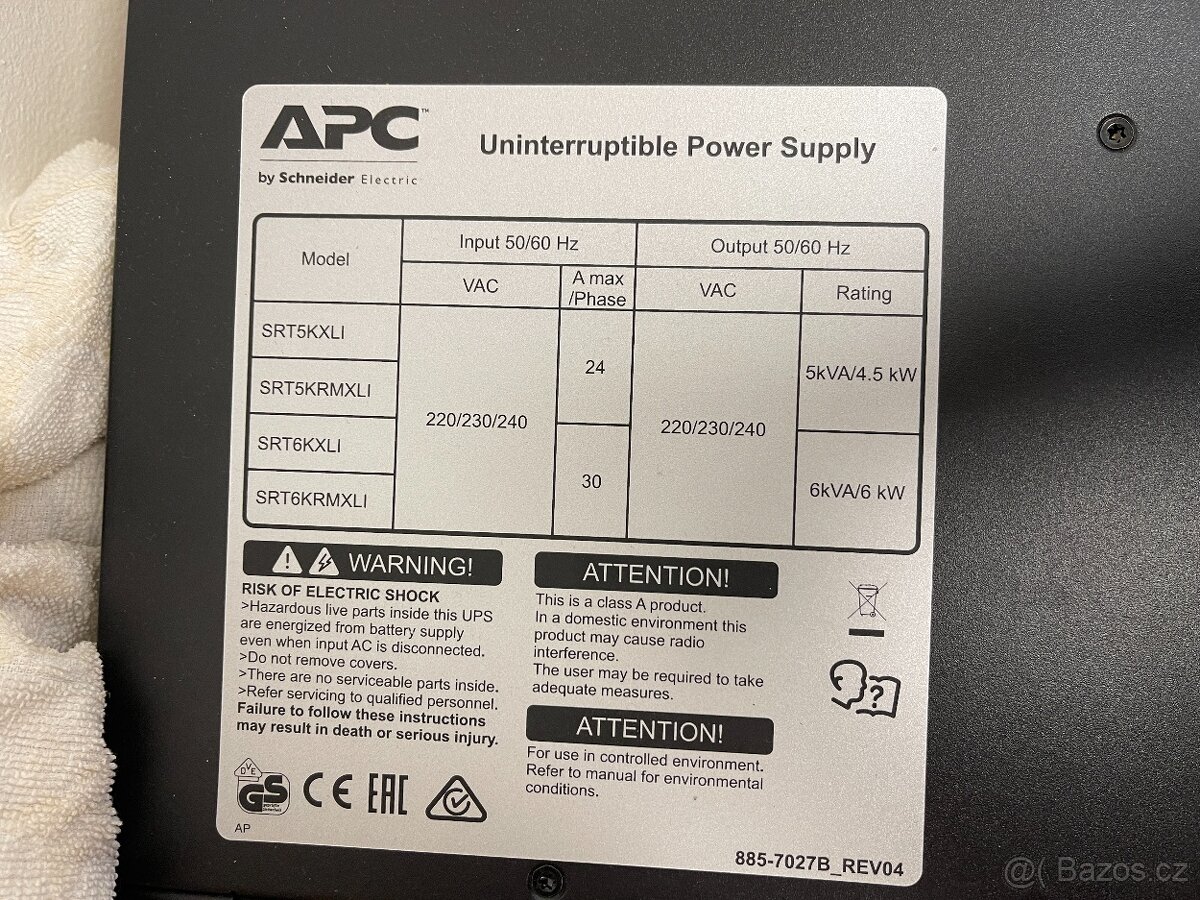 APC™
by Schneider Electric
Uninterruptible Power Supply
Model
Input 50/60 Hz
Output 50/60 Hz
VAC
A max
/Phase
VAC
Rating
SRT5KXLI
SRT5KRMXLI
SRT6KXLI
SRT6KRMXLI
220/230/240
24
30
220/230/240
5kVA/4.5 kW
6kVA/6 kW
WARNING!
RISK OF ELECTRIC SHOCK
>Hazardous live parts inside this UPS
are energized from battery supply
even when input AC is disconnected.
>Do not remove covers.
>There are no serviceable parts inside.
>Refer servicing to qualified personnel.
Failure to follow these instructions
may result in death or serious injury.
ATTENTION!
This is a class A product.
In a domestic environment this
product may cause radio
interference.
The user may be required to take
adequate measures.
ATTENTION!
For use in controlled environment.
Refer to manual for environmental
conditions.
?
DVE
GS
CE
EAC
AP
885-7027B_REV04
@( Bazos.cz